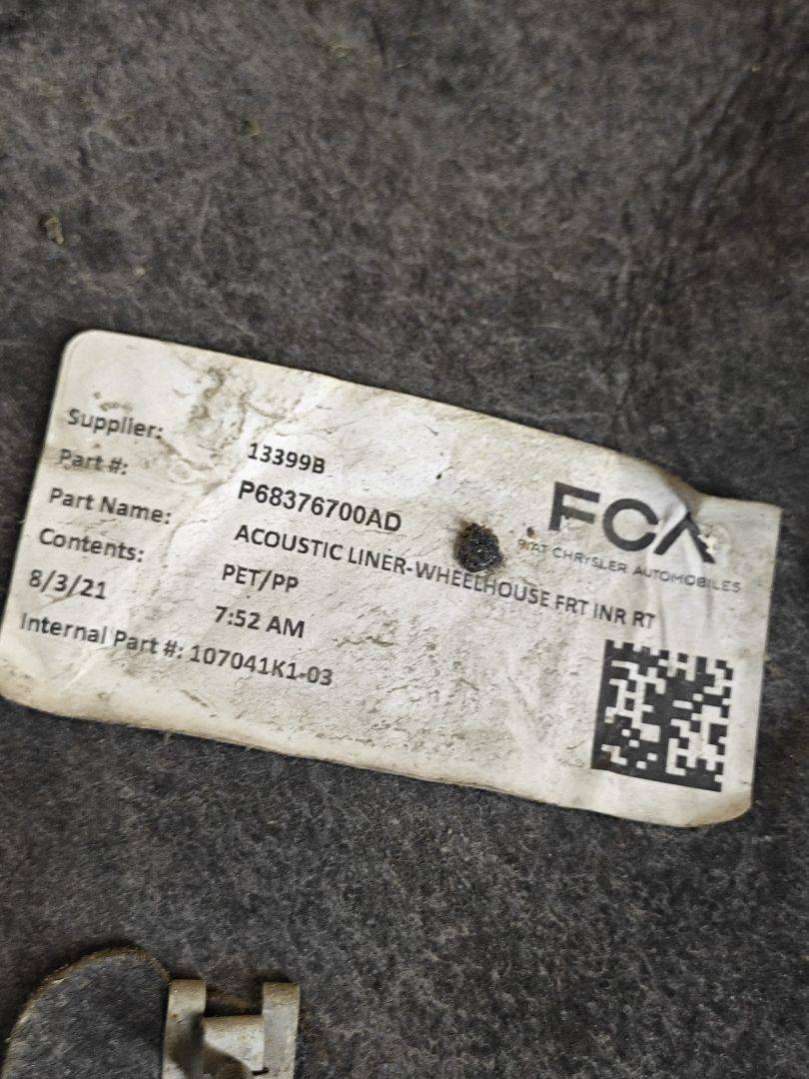 Supplier: 13399B
Part #: P68376700AD
Part Name: ACOUSTIC LINER-WHEELHOUSE FRT INR RT
Contents: PET/PP
8/3/21 7:52 AM
Internal Part #: 107041K1-03
FCA
FIAT CHRYSLER AUTOMOBILES